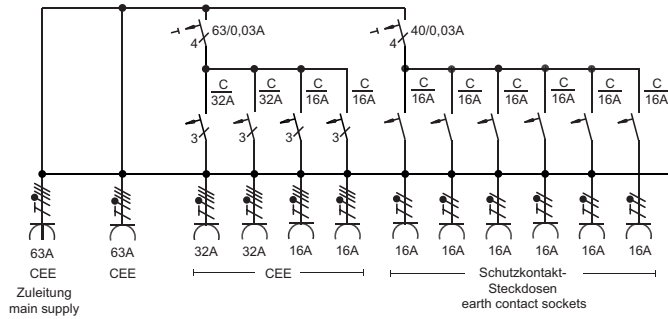 63/0,03A
4
40/0,03A
4
C 32A
C 32A
C 16A
C 16A
C 16A
C 16A
C 16A
C 16A
C 16A
C 16A
3
3
3
3
63A
63A
32A
32A
16A
16A
16A
16A
16A
16A
16A
16A
CEE
CEE
CEE
Zuleitung
main supply
Schutzkontakt-
Steckdosen
earth contact sockets